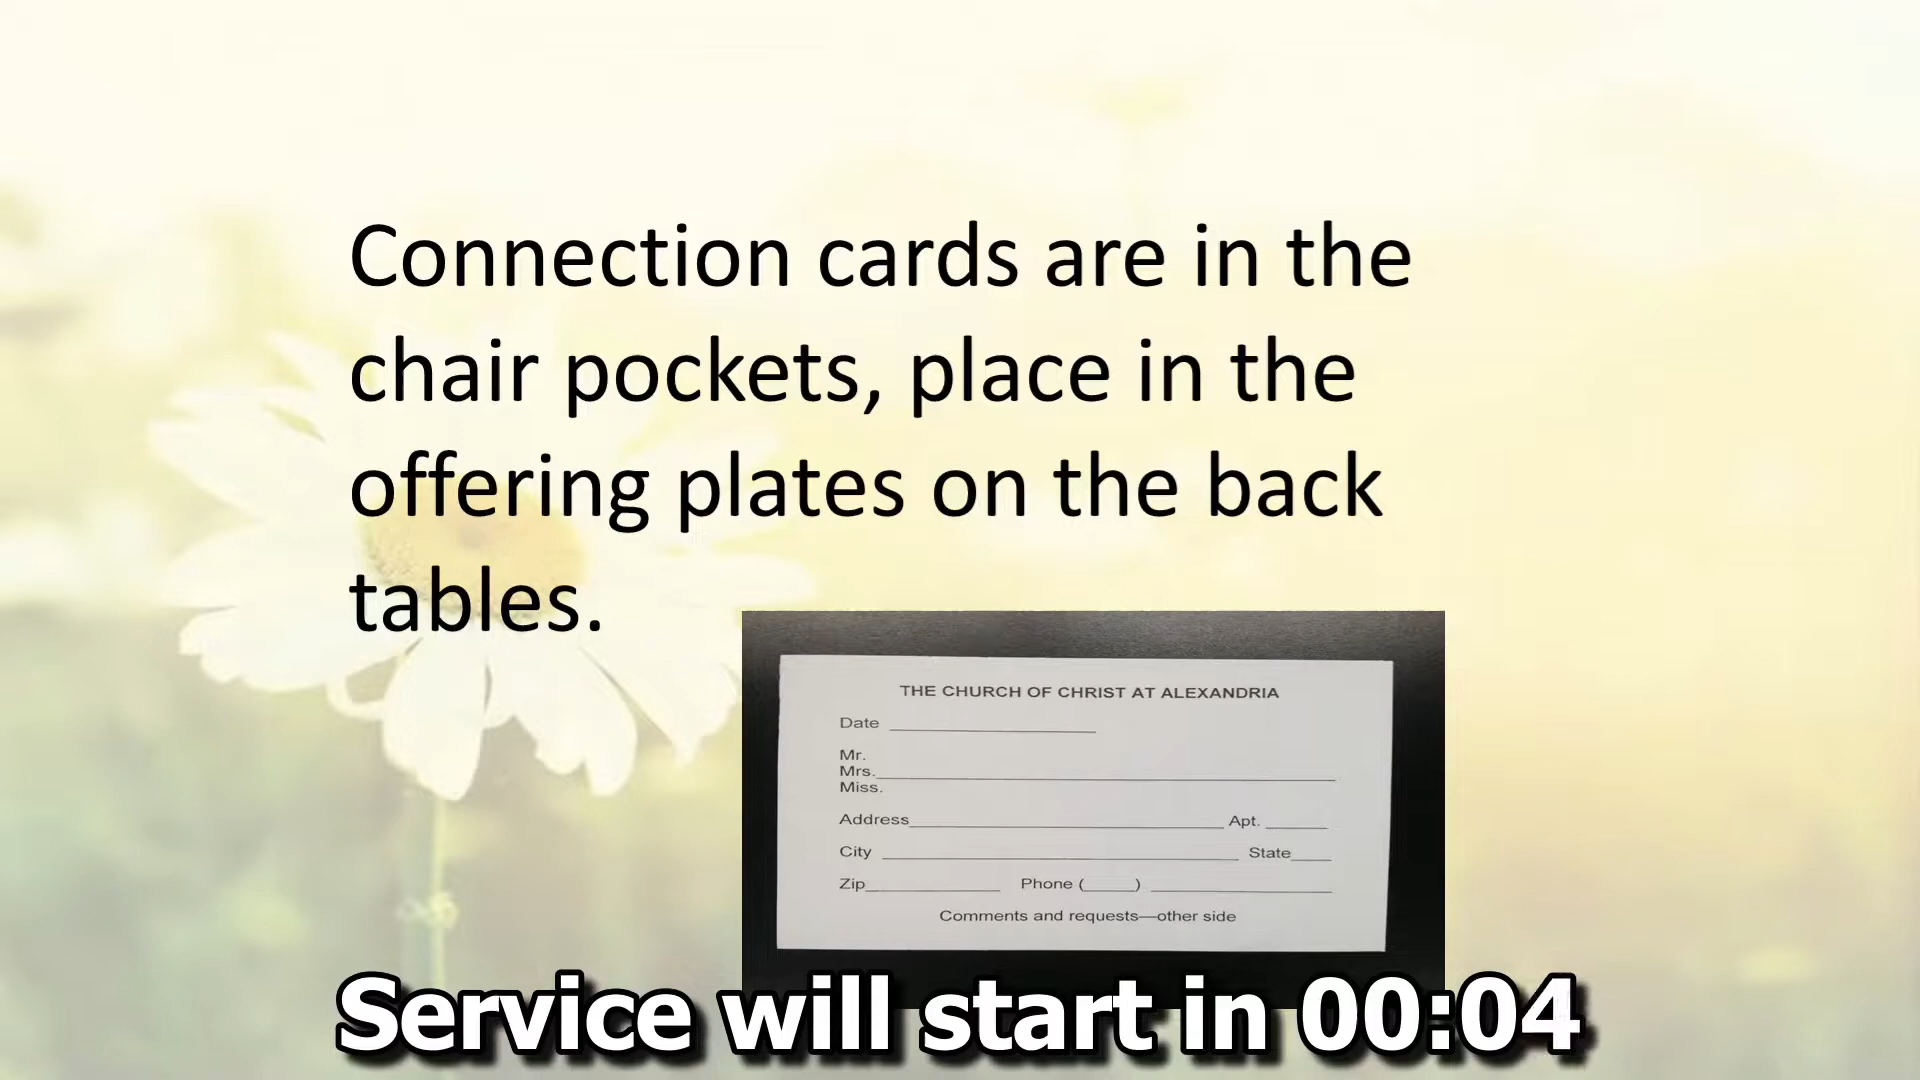 Connection cards are in the
chair pockets, place in the
offering plates on the back
tables.
THE CHURCH OF CHRIST AT ALEXANDRIA
Date
Mr.
Mrs.
Miss.
Address Apt.
City State
Zip Phone ( )
Comments and requests—other side
Service will start in 00:04